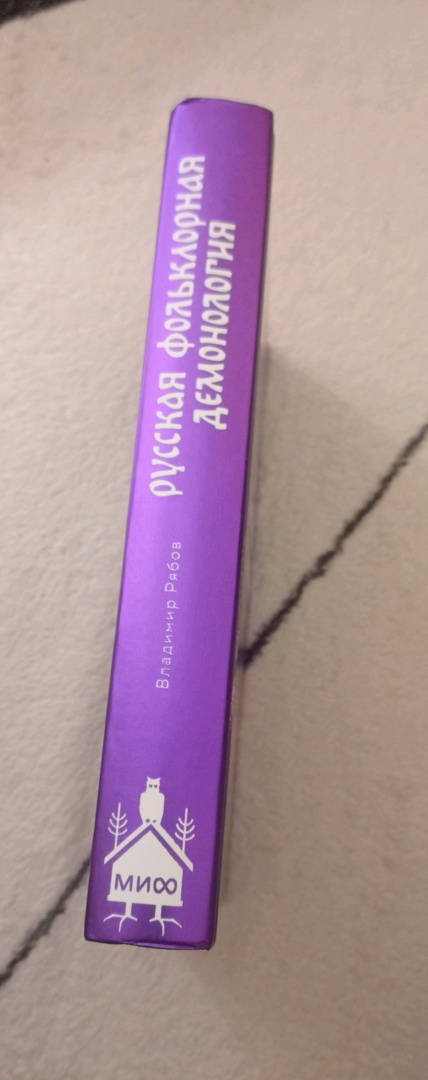 Русская фольклорная
демонология
Владимир Рябов
МИФ